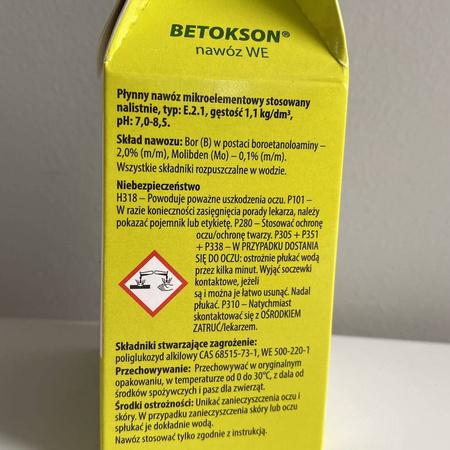 BETOKSON®
nawóz WE
Płynny nawóz mikroelementowy stosowany
nalistnie, typ: E.2.1, gęstość 1,1 kg/dm³,
pH: 7,0-8,5.
Skład nawozu: Bor (B) w postaci boroetanoloaminy –
2,0% (m/m), Molibden (Mo) – 0,1% (m/m).
Wszystkie składniki rozpuszczalne w wodzie.
Niebezpieczeństwo
H318 – Powoduje poważne uszkodzenia oczu. P101 –
W razie konieczności zasięgnięcia porady lekarza, należy
pokazać pojemnik lub etykietę. P280 – Stosować ochronę
oczu/ochronę twarzy. P305 + P351
+ P338 – W PRZYPADKU DOSTANIA
SIĘ DO OCZU: ostrożnie płukać wodą
przez kilka minut. Wyjąć soczewki
kontaktowe, jeżeli
są i można je łatwo usunąć. Nadal
płukać. P310 – Natychmiast
skontaktować się z OŚRODKIEM
ZATRUĆ/lekarzem.
Składniki stwarzające zagrożenie:
poliglukozyd alkilowy CAS 68515-73-1, WE 500-220-1
Przechowywanie: Przechowywać w oryginalnym
opakowaniu, w temperaturze od 0 do 30°C, z dala od
środków spożywczych i pasz dla zwierząt.
Środki ostrożności: Unikać zanieczyszczenia oczu i
skóry. W przypadku zanieczyszczenia skóry lub oczu
spłukać je dokładnie wodą.
Nawóz stosować tylko zgodnie z instrukcją.